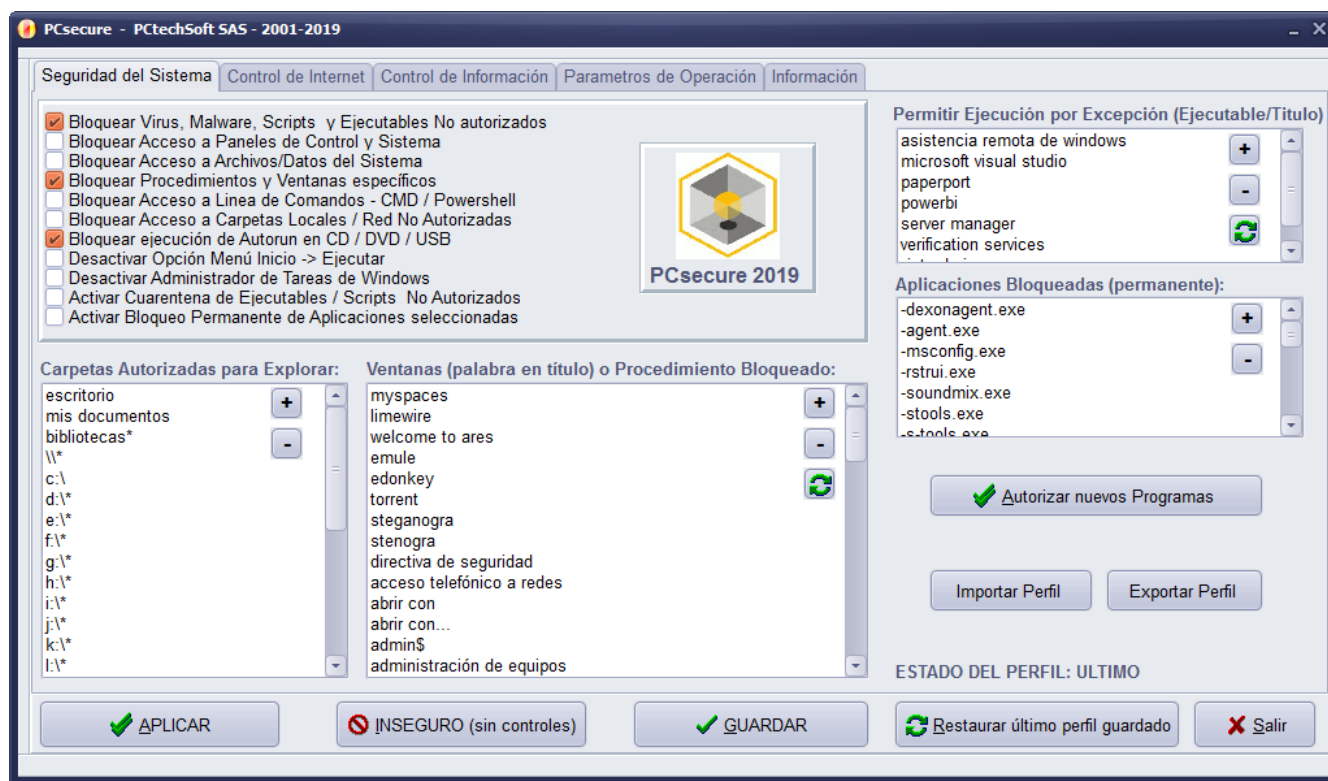 PCsecure - PCtechSoft SAS - 2001-2019
Seguridad del Sistema
Control de Internet
Control de Información
Parametros de Operación
Información
Bloquear Virus, Malware, Scripts y Ejecutables No autorizados
Bloquear Acceso a Paneles de Control y Sistema
Bloquear Acceso a Archivos/Datos del Sistema
Bloquear Procedimientos y Ventanas específicos
Bloquear Acceso a Linea de Comandos - CMD / Powershell
Bloquear Acceso a Carpetas Locales / Red No Autorizadas
Bloquear ejecución de Autorun en CD / DVD / USB
Desactivar Opción Menú Inicio -> Ejecutar
Desactivar Administrador de Tareas de Windows
Activar Cuarentena de Ejecutables / Scripts No Autorizados
Activar Bloqueo Permanente de Aplicaciones seleccionadas
PCsecure 2019
Permitir Ejecución por Excepción (Ejecutable/Titulo)
asistencia remota de windows
microsoft visual studio
paperport
powerbi
server manager
verification services
Aplicaciones Bloqueadas (permanente):
-dexonagent.exe
-agent.exe
-msconfig.exe
-rstrui.exe
-soundmix.exe
-stools.exe
-s-tools.exe
Carpetas Autorizadas para Explorar:
escritorio
mis documentos
bibliotecas*
\\*
c:\
d:\*
e:\*
f:\*
g:\*
h:\*
i:\*
j:\*
k:\*
l:\*
Ventanas (palabra en título) o Procedimiento Bloqueado:
myspaces
limewire
welcome to ares
emule
edonkey
torrent
steganogra
stenogra
directiva de seguridad
acceso telefónico a redes
abrir con
abrir con...
admin$
administración de equipos
Autorizar nuevos Programas
Importar Perfil
Exportar Perfil
ESTADO DEL PERFIL: ULTIMO
APLICAR
INSEGURO (sin controles)
GUARDAR
Restaurar último perfil guardado
Salir